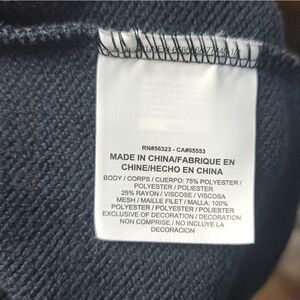 RN#56323 - CA#05553
MADE IN CHINA/FABRIQUE EN
CHINE/HECHO EN CHINA
BODY / CORPS / CUERPO: 75% POLYESTER /
POLYESTER / POLIESTER
25% RAYON / VISCOSE / VISCOSA
MESH / MAILLE FILET / MALLA: 100%
POLYESTER / POLYESTER / POLIESTER
EXCLUSIVE OF DECORATION / DECORATION
NON COMPRISE / NO INCLUYE LA
DECORACION